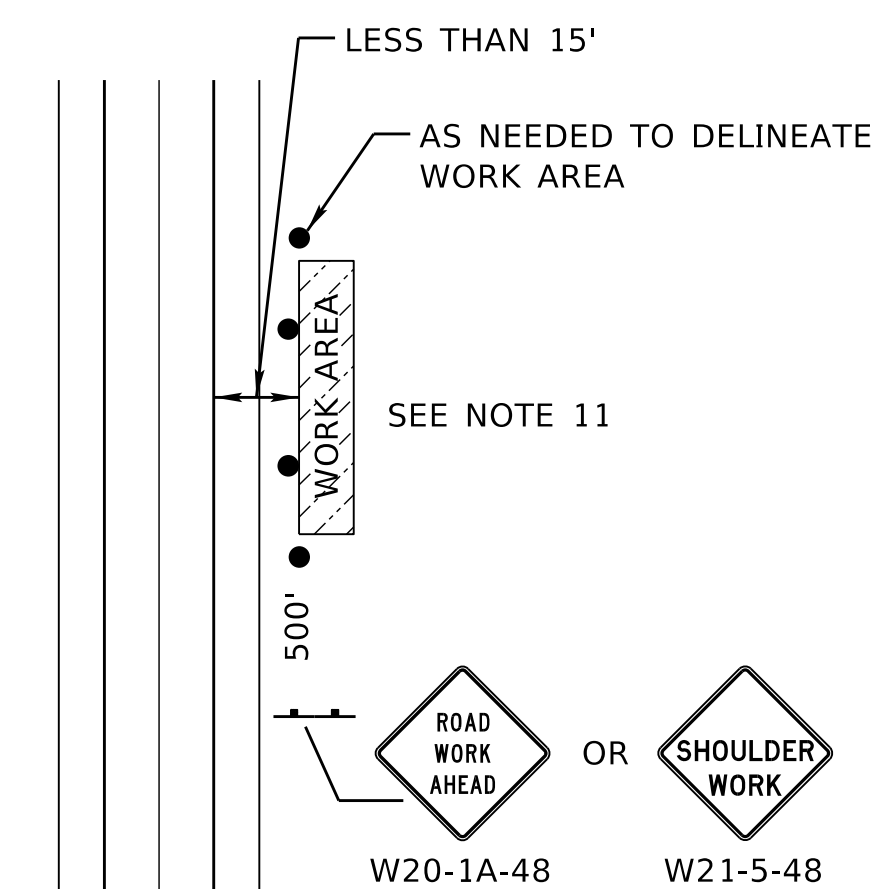 LESS THAN 15'
AS NEEDED TO DELINEATE
WORK AREA
WORK AREA
SEE NOTE 11
500'
ROAD
WORK
AHEAD
OR
SHOULDER
WORK
W20-1A-48
W21-5-48